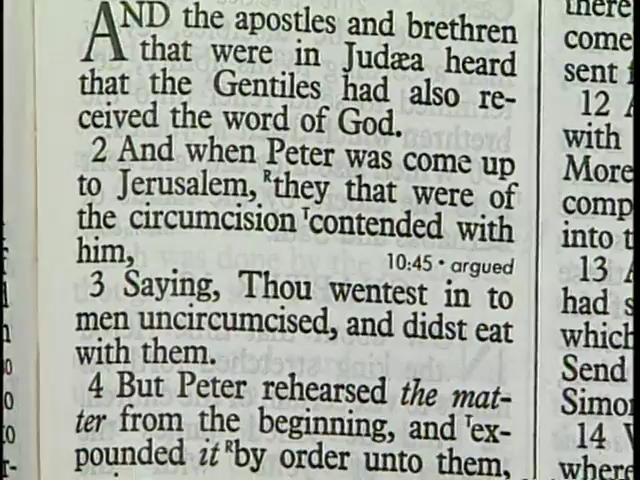 AND the apostles and brethren
that were in Judæa heard
that the Gentiles had also re-
ceived the word of God.
2 And when Peter was come up
to Jerusalem, ᴿthey that were of
the circumcision ᵀcontended with
him, 10:45 • argued
3 Saying, Thou wentest in to
men uncircumcised, and didst eat
with them.
4 But Peter rehearsed the mat-
ter from the beginning, and ᵀex-
pounded it ᴿby order unto them,
there
come
sent
12
with
More
comp
into t
13
had s
which
Send
Simon
14
where